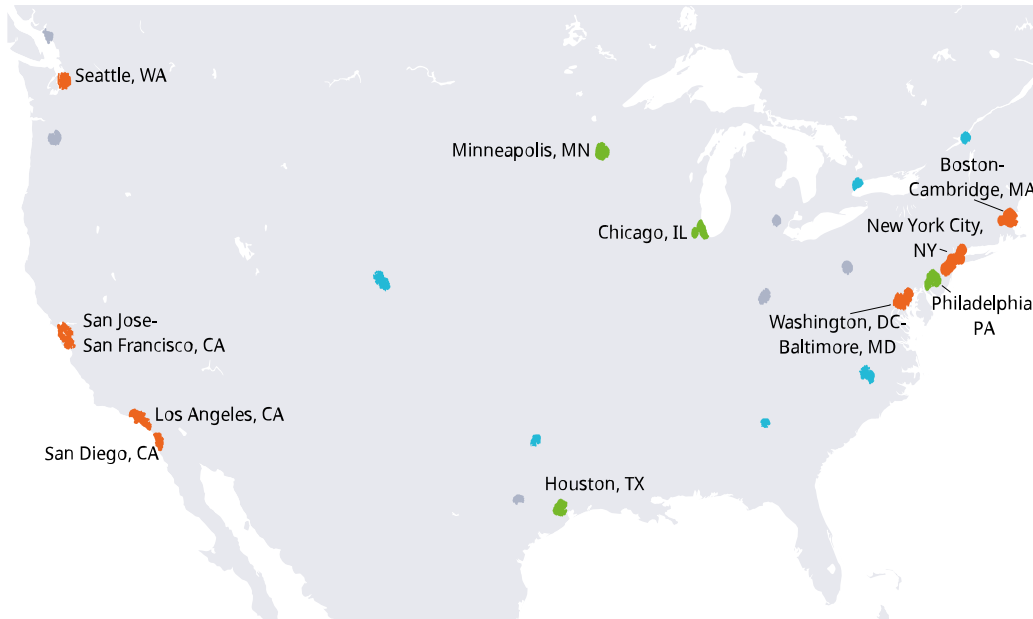 Seattle, WA
Minneapolis, MN
Boston-
Cambridge, MA
New York City,
NY
Chicago, IL
Philadelphia
PA
San Jose-
San Francisco, CA
Washington, DC-
Baltimore, MD
Los Angeles, CA
San Diego, CA
Houston, TX